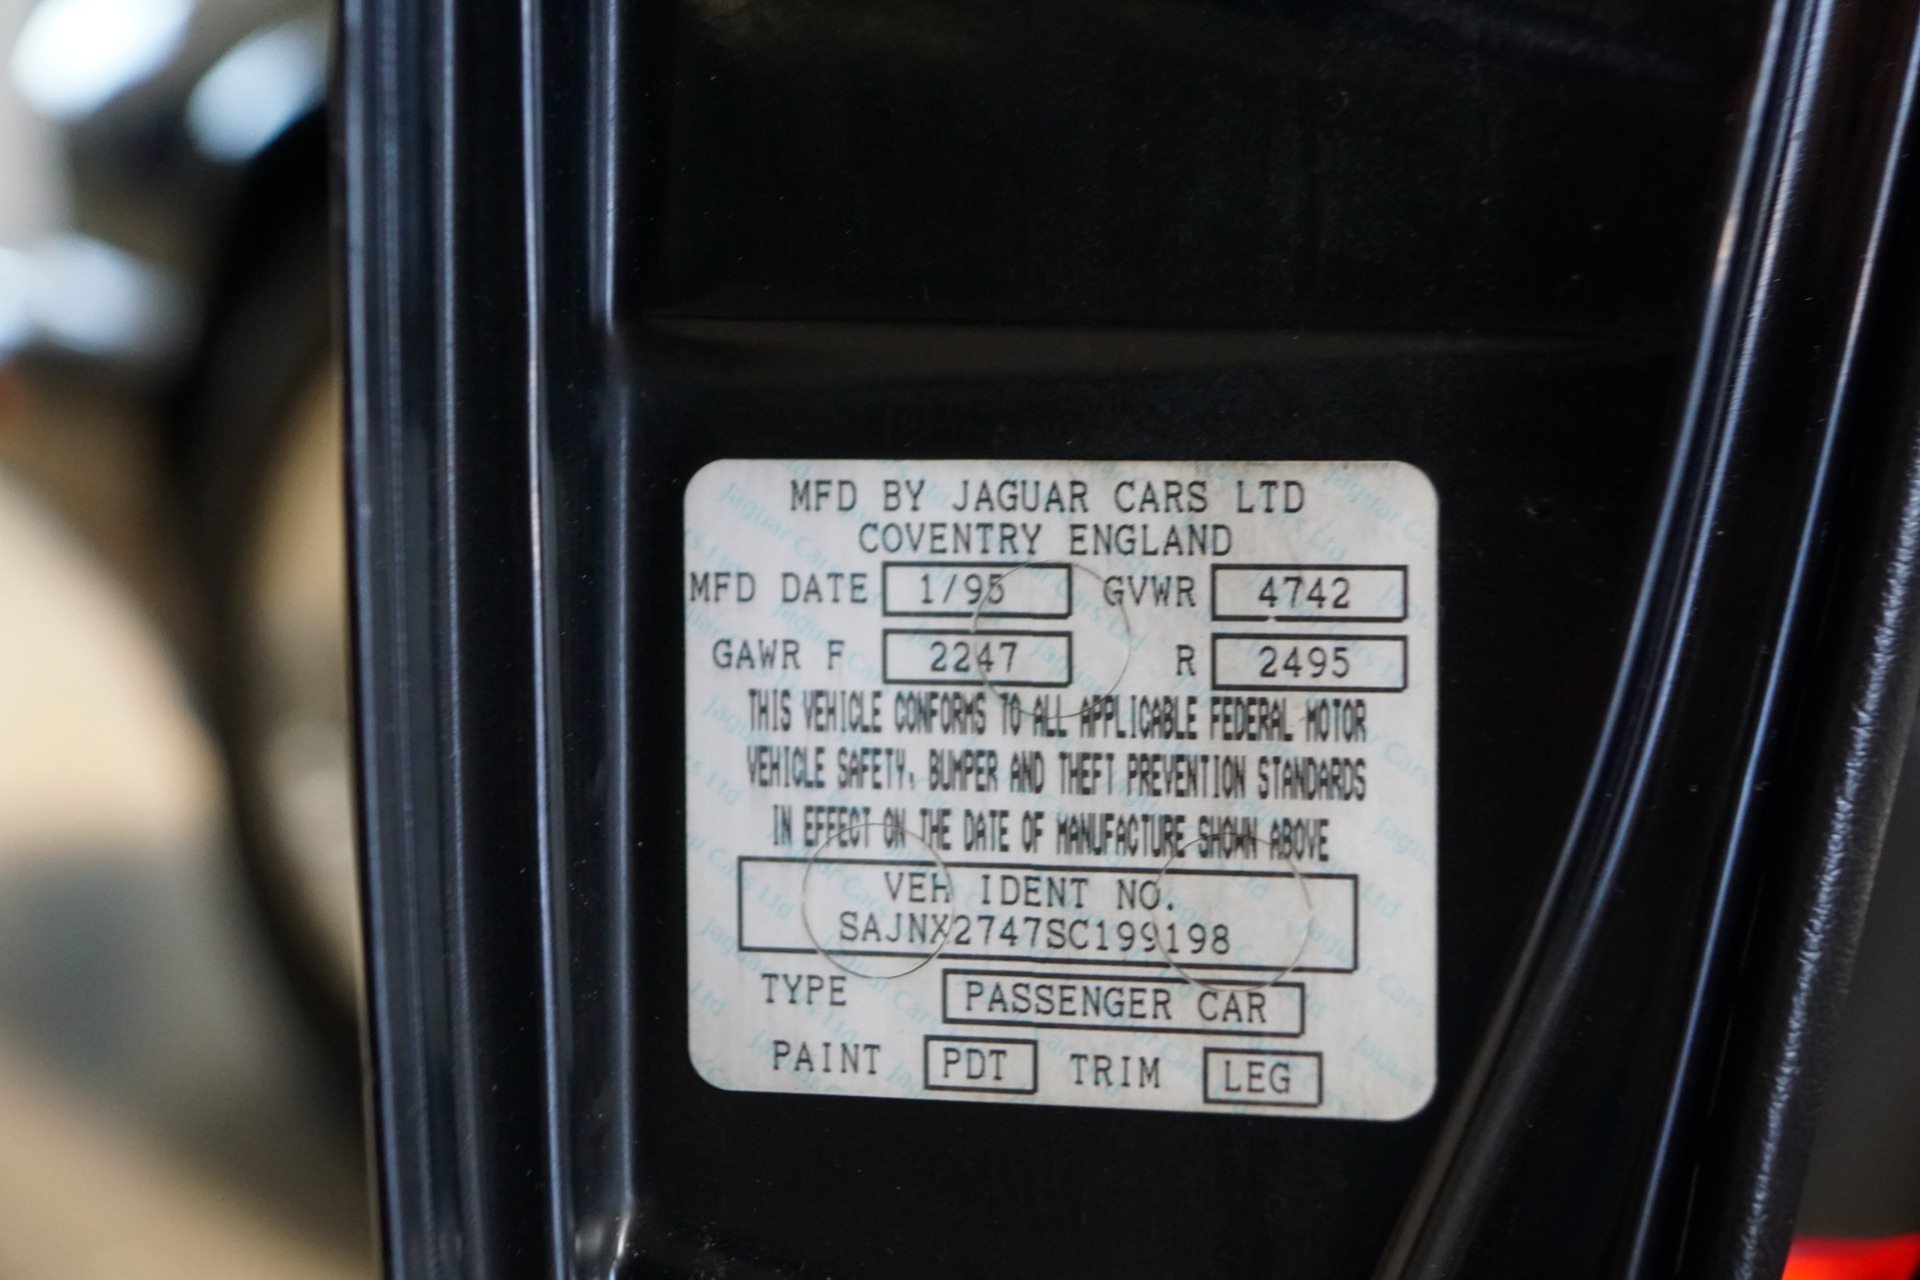 MFD BY JAGUAR CARS LTD
COVENTRY ENGLAND
MFD DATE 1/95 GVWR 4742
GAWR F 2247 R 2495
THIS VEHICLE CONFORMS TO ALL APPLICABLE FEDERAL MOTOR
VEHICLE SAFETY, BUMPER AND THEFT PREVENTION STANDARDS
IN EFFECT ON THE DATE OF MANUFACTURE SHOWN ABOVE
VEH IDENT NO.
SAJNX2747SC199198
TYPE PASSENGER CAR
PAINT PDT TRIM LEG